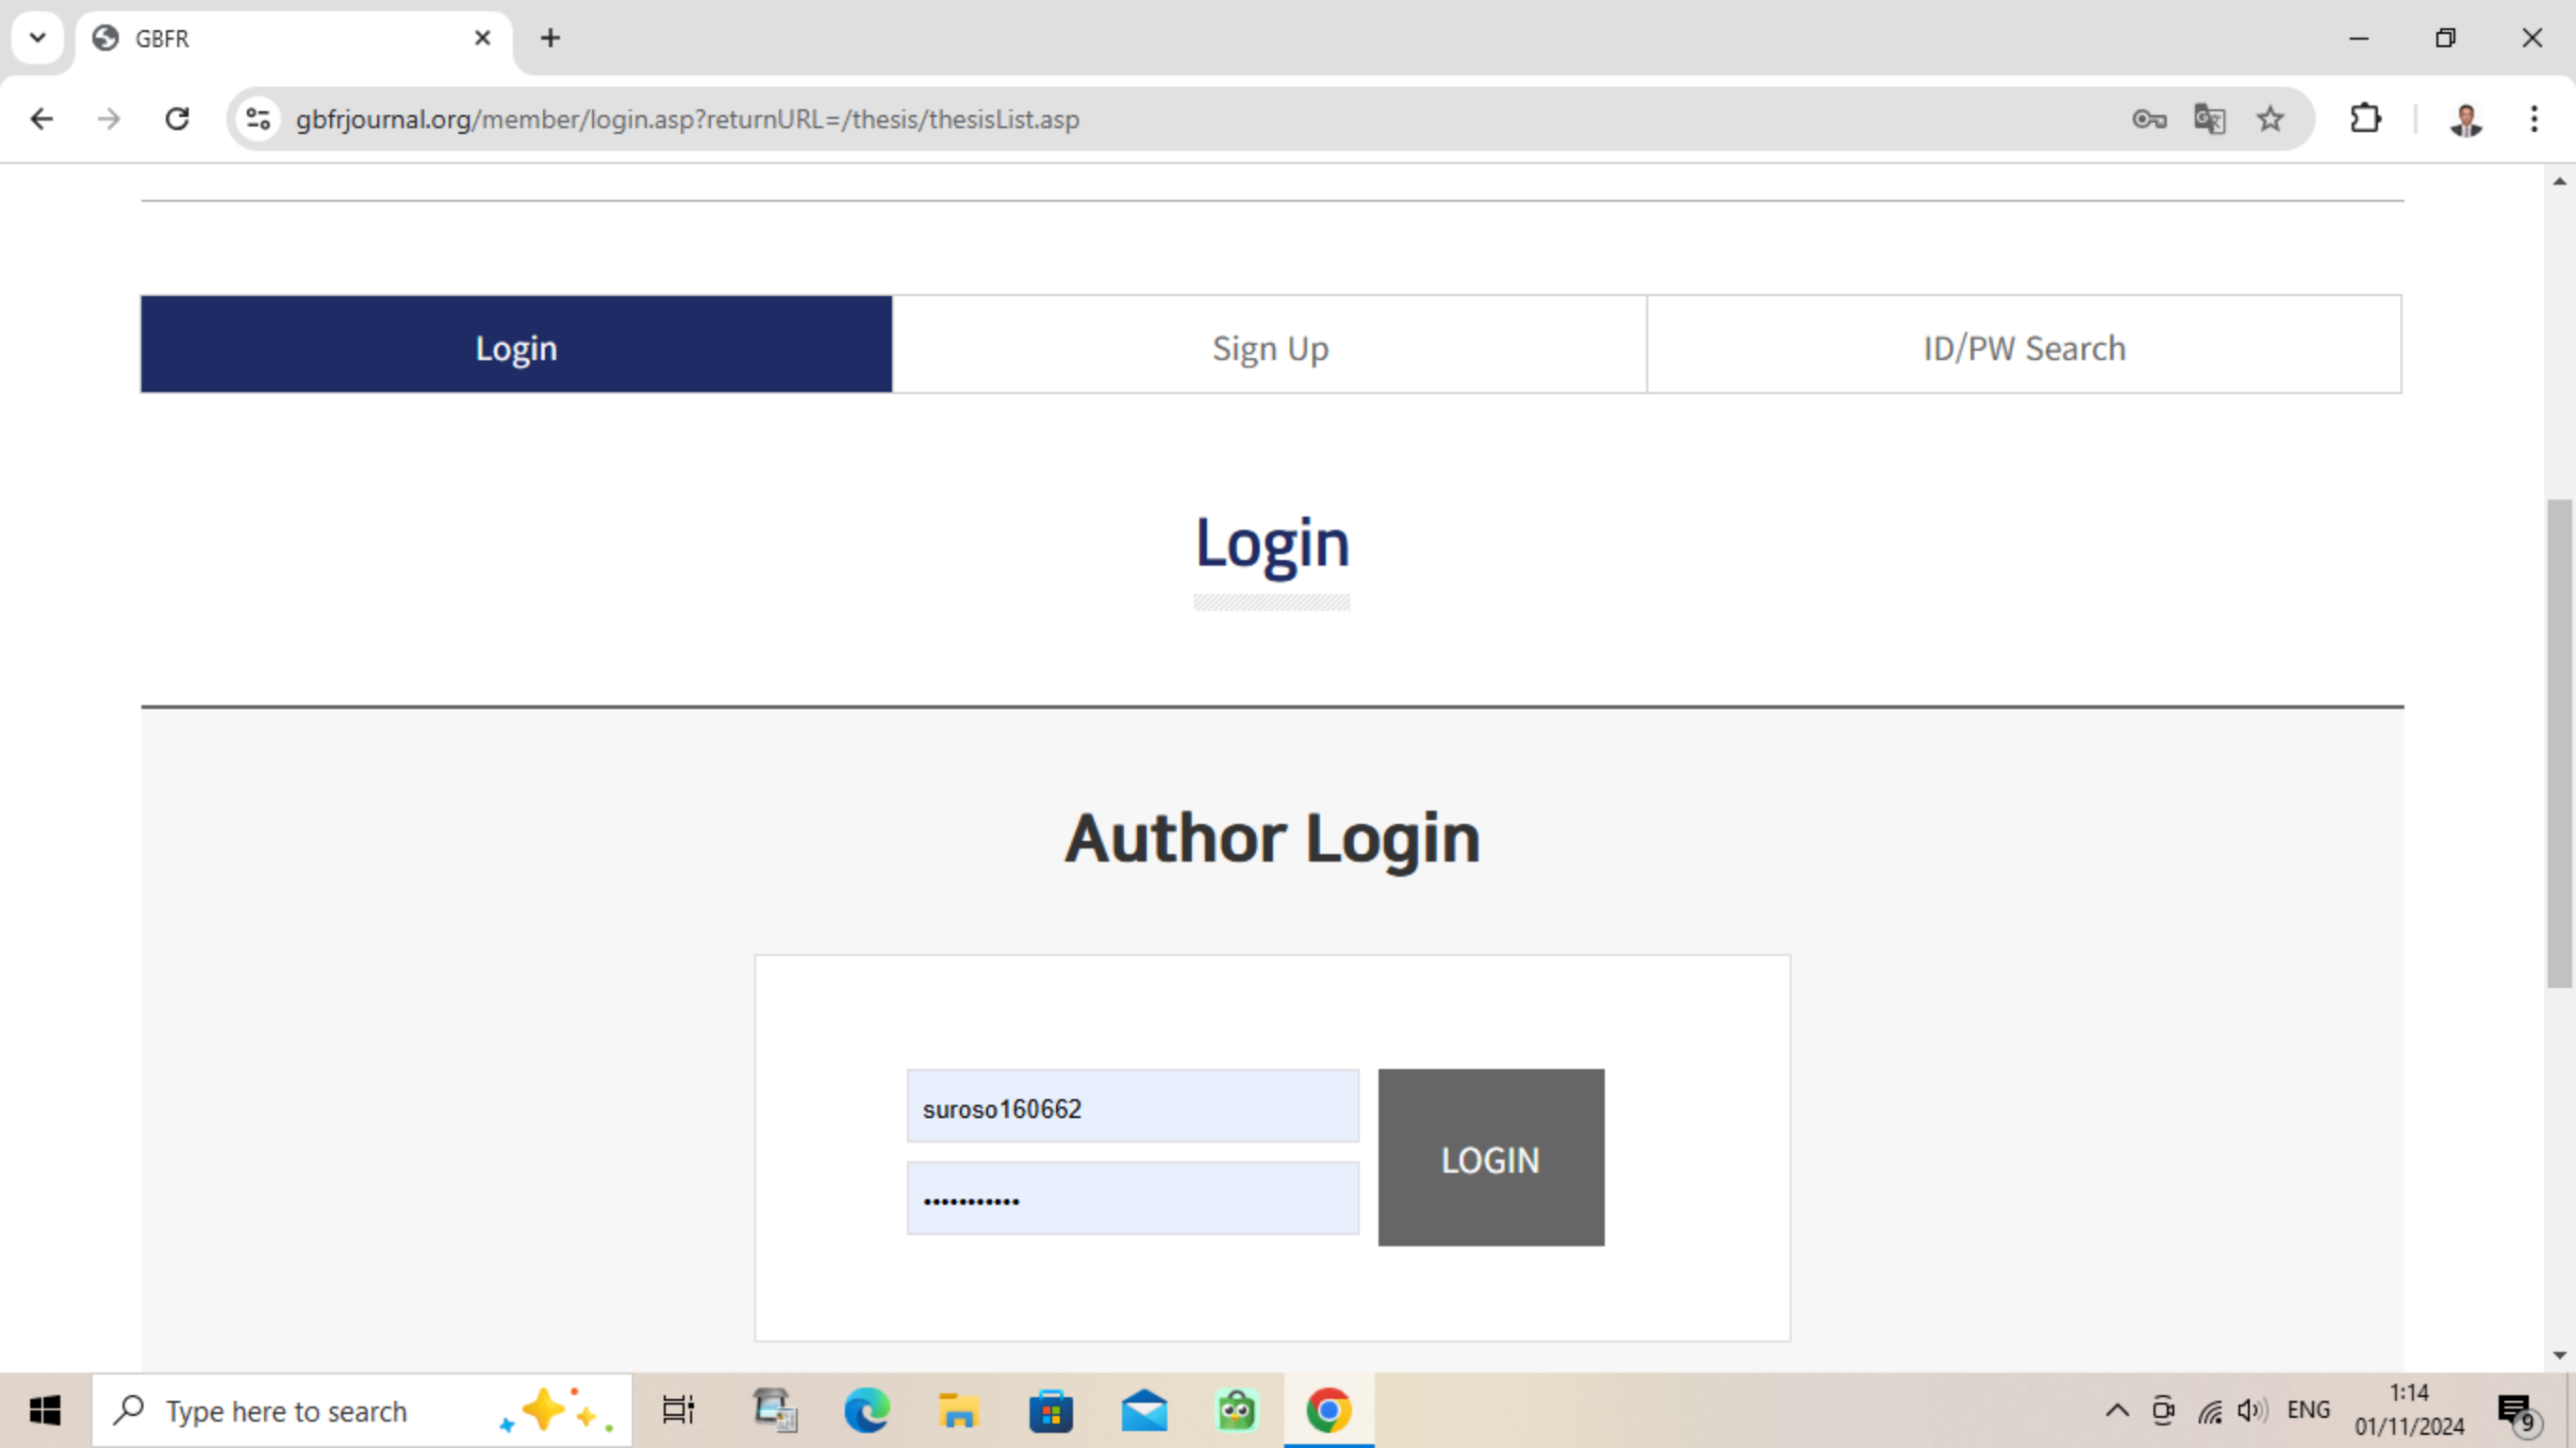 GBFR
gbfrjournal.org/member/login.asp?returnURL=/thesis/thesisList.asp
Login
Sign Up
ID/PW Search
Login
Author Login
suroso160662
•••••••••••
LOGIN
Type here to search
ENG
1:14
01/11/2024
9